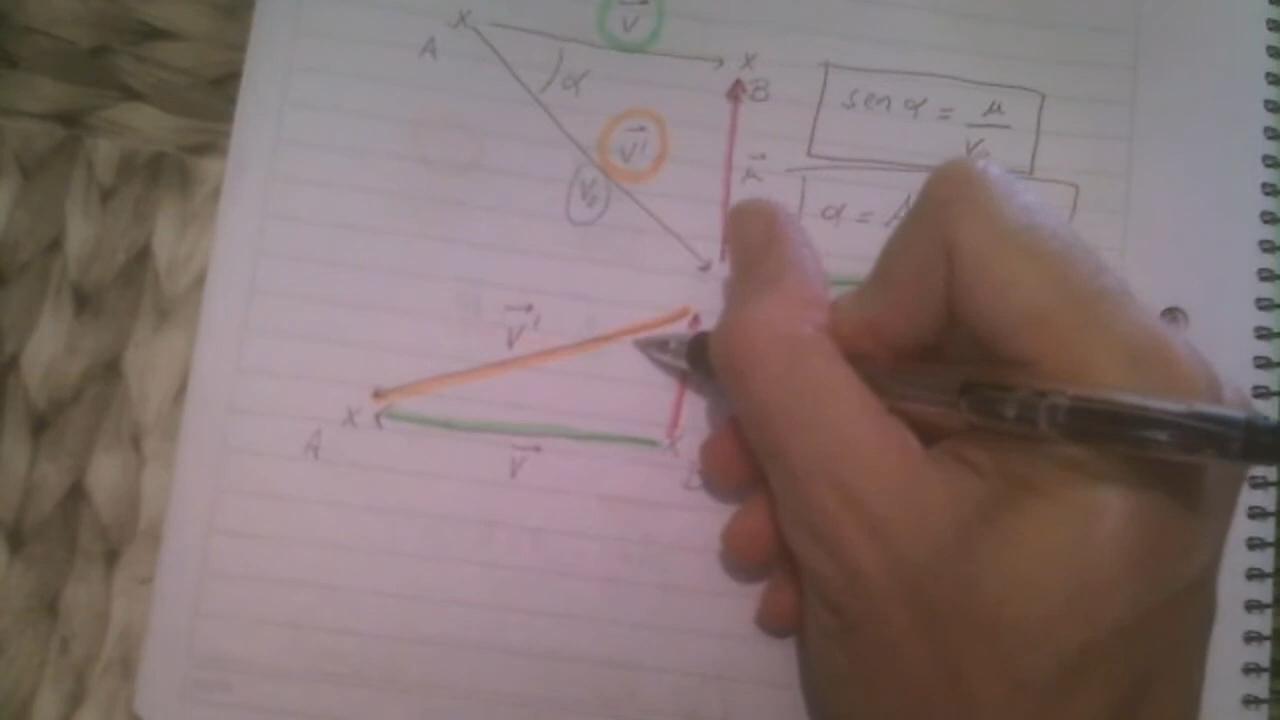 v⃗
x
A
x
B
α
v⃗'
V₀
μ⃗
sen α = μ / V₀
α = A
v⃗'
x
A
x
v⃗